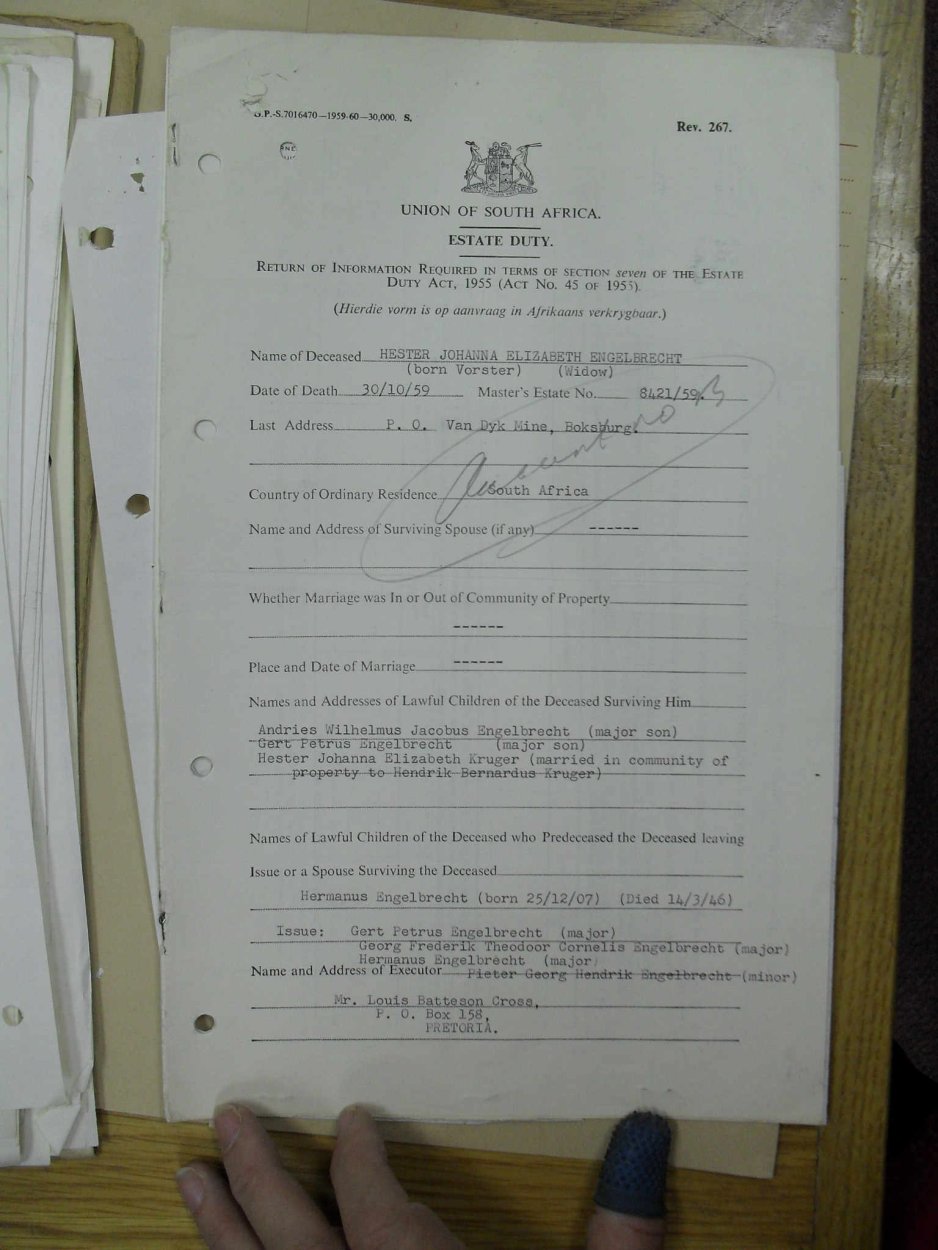 G.P.-S.7016470—1959-60—30,000. S.
Rev. 267.
UNION OF SOUTH AFRICA.
ESTATE DUTY.
RETURN OF INFORMATION REQUIRED IN TERMS OF SECTION seven OF THE ESTATE
DUTY ACT, 1955 (ACT NO. 45 OF 1955).
(Hierdie vorm is op aanvraag in Afrikaans verkrygbaar.)
Name of Deceased HESTER JOHANNA ELIZABETH ENGELBRECHT
(born Vorster) (Widow)
Date of Death 30/10/59 Master's Estate No. 8421/59.
Last Address P. O. Van Dyk Mine, Boksburg.
Country of Ordinary Residence South Africa
Name and Address of Surviving Spouse (if any) ------
Whether Marriage was In or Out of Community of Property
------
Place and Date of Marriage ------
Names and Addresses of Lawful Children of the Deceased Surviving Him
Andries Wilhelmus Jacobus Engelbrecht (major son)
Gert Petrus Engelbrecht (major son)
Hester Johanna Elizabeth Kruger (married in community of
property to Hendrik Bernardus Kruger)
Names of Lawful Children of the Deceased who Predeceased the Deceased leaving
Issue or a Spouse Surviving the Deceased
Hermanus Engelbrecht (born 25/12/07) (Died 14/3/46)
Issue: Gert Petrus Engelbrecht (major)
Georg Frederik Theodoor Cornelis Engelbrecht (major)
Hermanus Engelbrecht (major)
Name and Address of Executor Pieter Georg Hendrik Engelbrecht (minor)
Mr. Louis Batteson Cross,
P. O. Box 158,
PRETORIA.